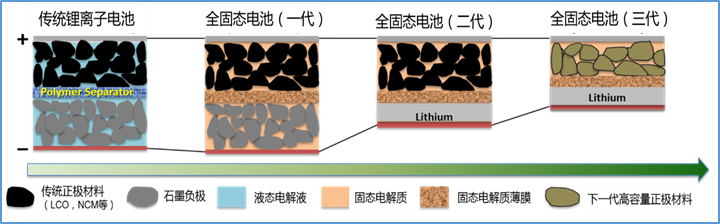 传统锂离子电池
全固态电池（一代）
全固态电池（二代）
全固态电池（三代）
+
Polymer Separator
Lithium
Lithium
−
传统正极材料
（LCO，NCM等）
石墨负极
液态电解液
固态电解质
固态电解质薄膜
下一代高容量正极材料